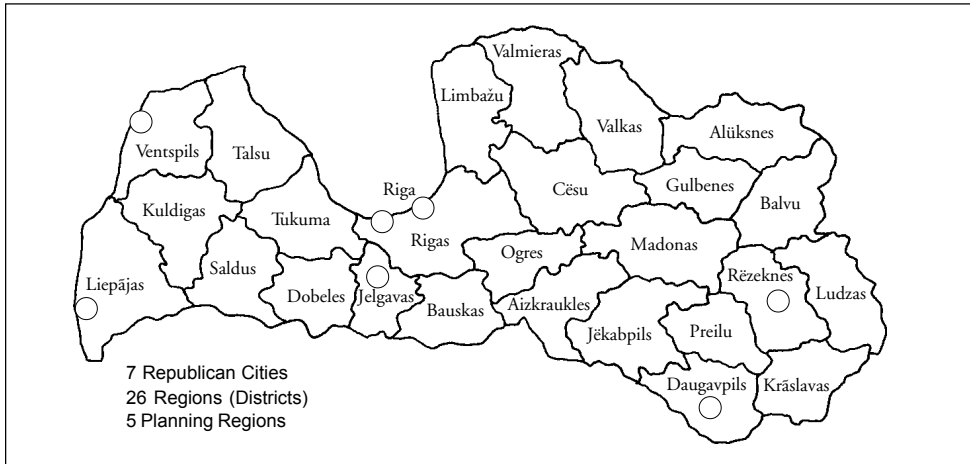 Valmieras
Limbažu
Valkas
Alūksnes
Ventspils
Talsu
Riga
Cēsu
Gulbenes
Balvu
Kuldigas
Tukuma
Rigas
Ogres
Madonas
Rēzeknes
Liepājas
Saldus
Dobeles
Jelgavas
Bauskas
Aizkraukles
Ludzas
Jēkabpils
Preilu
Daugavpils
Krāslavas
7 Republican Cities
26 Regions (Districts)
5 Planning Regions